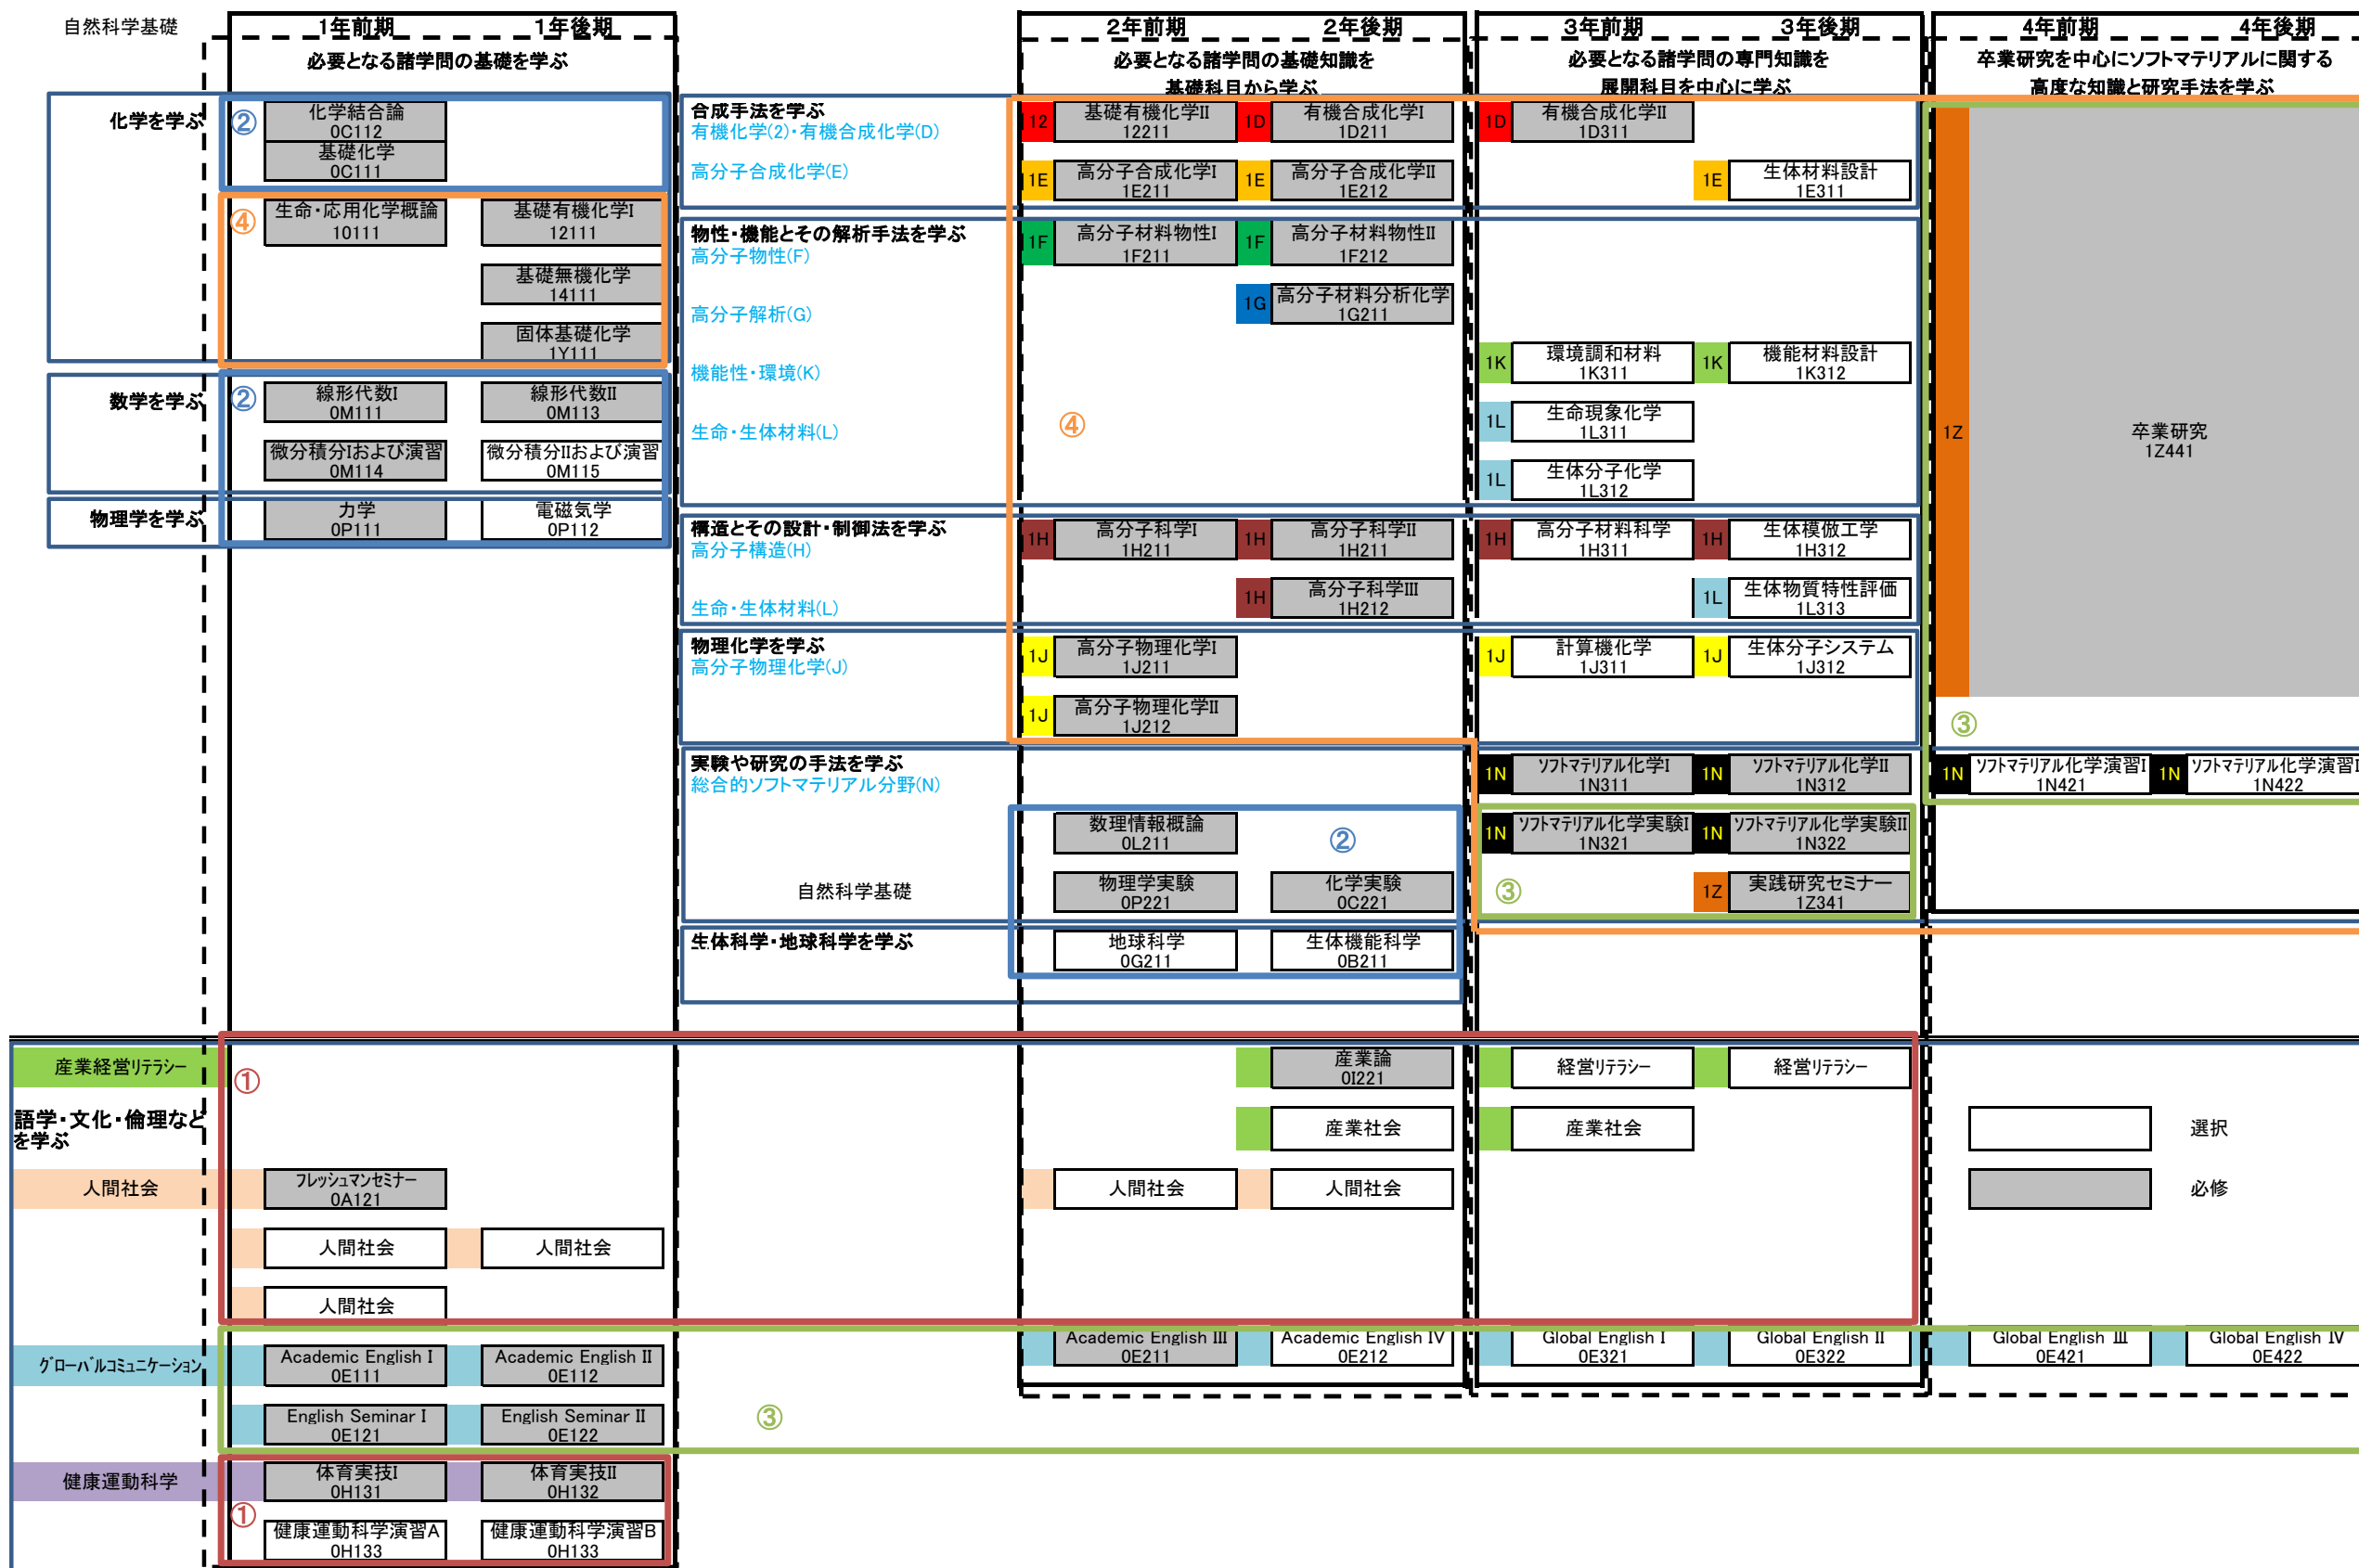 自然科学基礎
1年前期 1年後期
2年前期 2年後期
3年前期 3年後期
4年前期 4年後期
必要となる諸学問の基礎を学ぶ
必要となる諸学問の基礎知識を
基礎科目から学ぶ
必要となる諸学問の専門知識を
展開科目を中心に学ぶ
卒業研究を中心にソフトマテリアルに関する
高度な知識と研究手法を学ぶ
化学を学ぶ
②
化学結合論
0C112
基礎化学
0C111
④
生命・応用化学概論
10111
基礎有機化学I
12111
基礎無機化学
14111
固体基礎化学
1Y111
数学を学ぶ
②
線形代数I
0M111
線形代数II
0M113
微分積分Iおよび演習
0M114
微分積分IIおよび演習
0M115
物理学を学ぶ
力学
0P111
電磁気学
0P112
合成手法を学ぶ
有機化学(2)・有機合成化学(D)
12
基礎有機化学II
12211
1D
有機合成化学I
1D211
1D
有機合成化学II
1D311
高分子合成化学(E)
1E
高分子合成化学I
1E211
1E
高分子合成化学II
1E212
1E
生体材料設計
1E311
物性・機能とその解析手法を学ぶ
高分子物性(F)
1F
高分子材料物性I
1F211
1F
高分子材料物性II
1F212
高分子解析(G)
1G
高分子材料分析化学
1G211
機能性・環境(K)
1K
環境調和材料
1K311
1K
機能材料設計
1K312
生命・生体材料(L)
④
1L
生命現象化学
1L311
1L
生体分子化学
1L312
1Z
卒業研究
1Z441
構造とその設計・制御法を学ぶ
高分子構造(H)
1H
高分子科学I
1H211
1H
高分子科学II
1H211
1H
高分子材料科学
1H311
1H
生体模倣工学
1H312
生命・生体材料(L)
1H
高分子科学III
1H212
1L
生体物質特性評価
1L313
物理化学を学ぶ
高分子物理化学(J)
1J
高分子物理化学I
1J211
1J
計算機化学
1J311
1J
生体分子システム
1J312
1J
高分子物理化学II
1J212
③
実験や研究の手法を学ぶ
総合的ソフトマテリアル分野(N)
1N
ソフトマテリアル化学I
1N311
1N
ソフトマテリアル化学II
1N312
1N
ソフトマテリアル化学演習I
1N421
1N
ソフトマテリアル化学演習I
1N422
数理情報概論
0L211
②
1N
ソフトマテリアル化学実験I
1N321
1N
ソフトマテリアル化学実験II
1N322
自然科学基礎
物理学実験
0P221
化学実験
0C221
③
1Z
実践研究セミナー
1Z341
生体科学・地球科学を学ぶ
地球科学
0G211
生体機能科学
0B211
産業経営リテラシー
①
産業論
0I221
経営リテラシー
経営リテラシー
語学・文化・倫理など
を学ぶ
産業社会
産業社会
選択
人間社会
フレッシュマンセミナー
0A121
人間社会
人間社会
必修
人間社会
人間社会
人間社会
グローバルコミュニケーション
Academic English I
0E111
Academic English II
0E112
Academic English III
0E211
Academic English IV
0E212
Global English I
0E321
Global English II
0E322
Global English III
0E421
Global English IV
0E422
English Seminar I
0E121
English Seminar II
0E122
③
健康運動科学
①
体育実技I
0H131
体育実技II
0H132
健康運動科学演習A
0H133
健康運動科学演習B
0H133